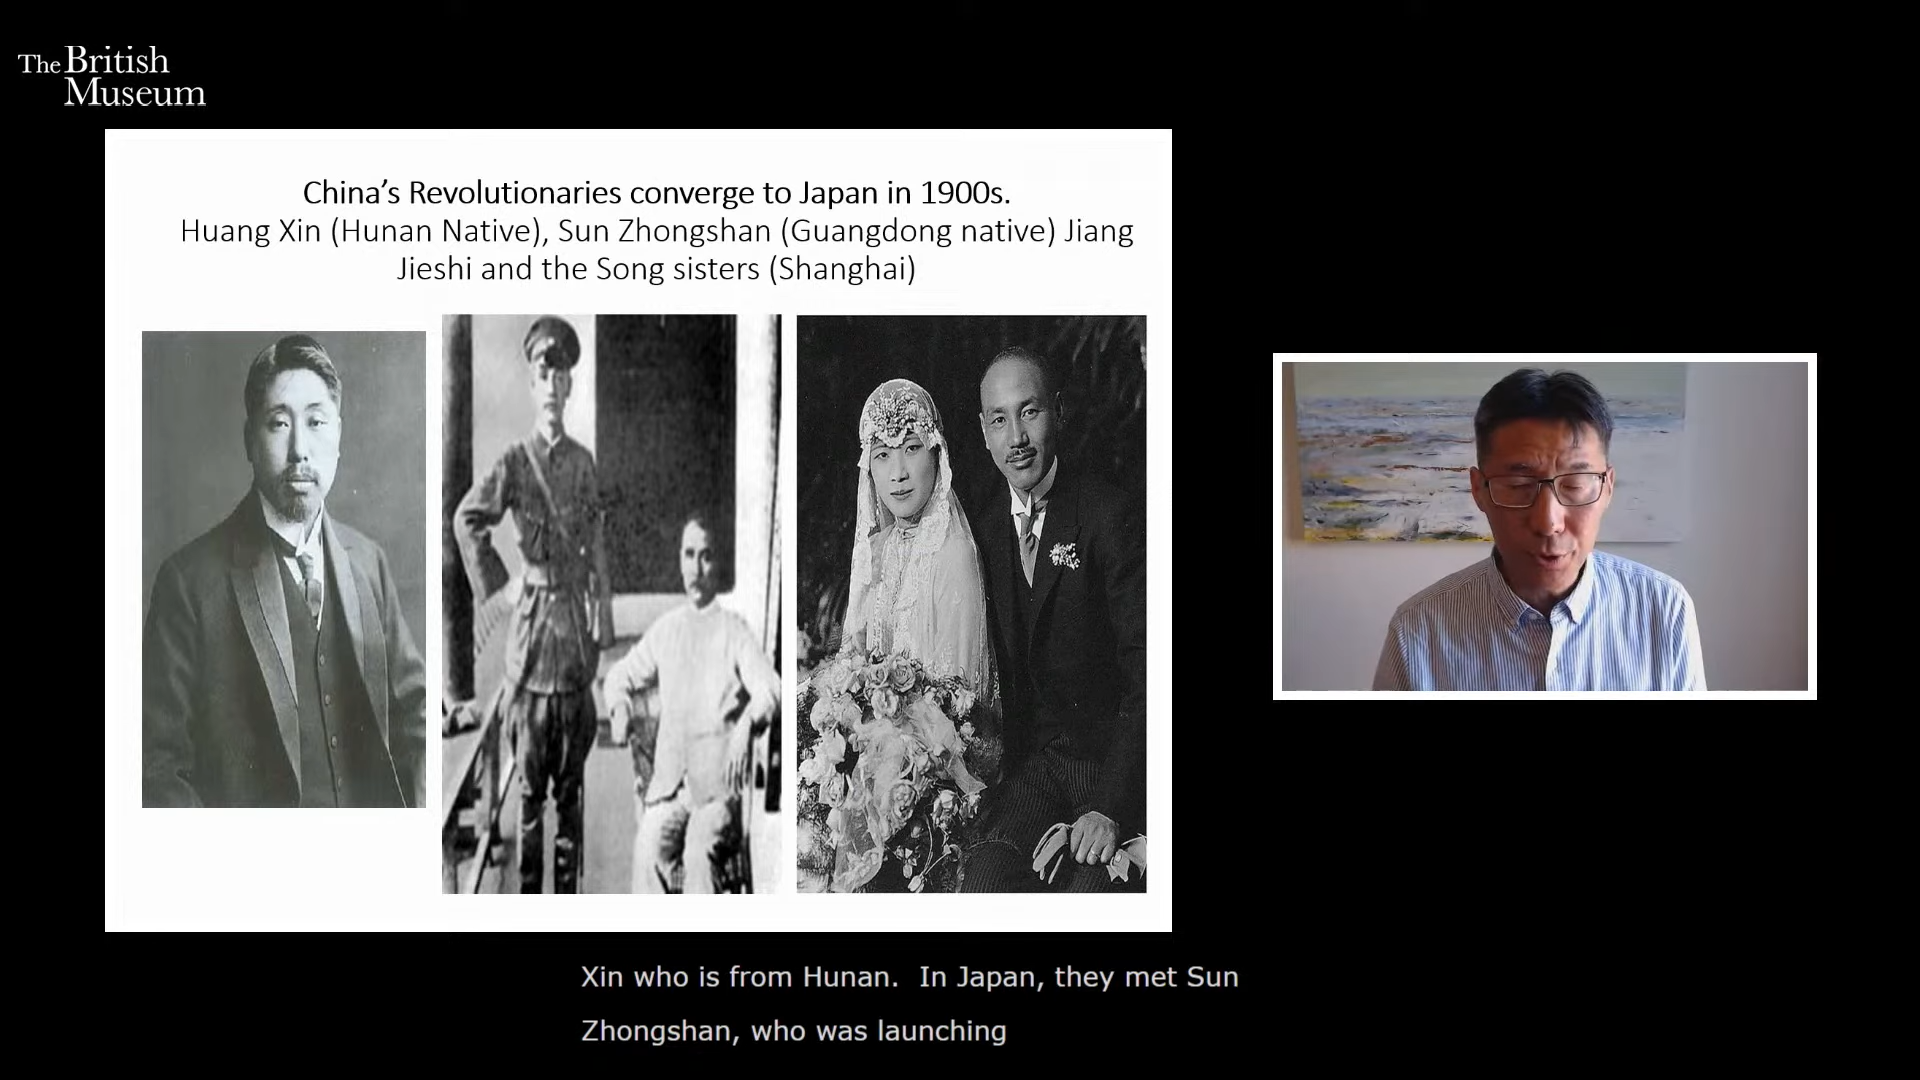 The British
Museum
China’s Revolutionaries converge to Japan in 1900s.
Huang Xin (Hunan Native), Sun Zhongshan (Guangdong native) Jiang
Jieshi and the Song sisters (Shanghai)
Xin who is from Hunan.  In Japan, they met Sun
Zhongshan, who was launching